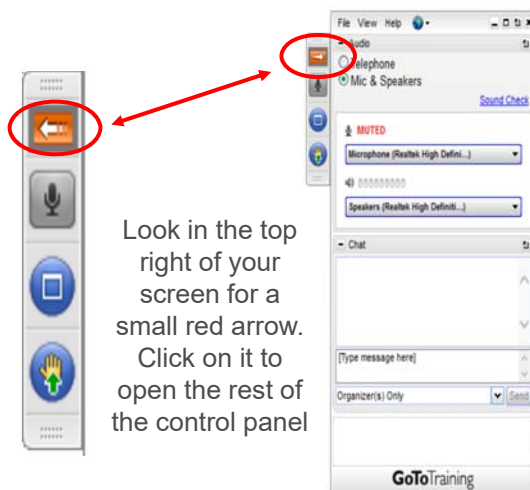 File View Help
Audio
Telephone
Mic & Speakers
Sound Check
MUTED
Microphone (Realtek High Defini...)
Speakers (Realtek High Definiti...)
Look in the top
right of your
screen for a
small red arrow.
Click on it to
open the rest of
the control panel
Chat
[Type message here]
Organizer(s) Only
Send
GoToTraining